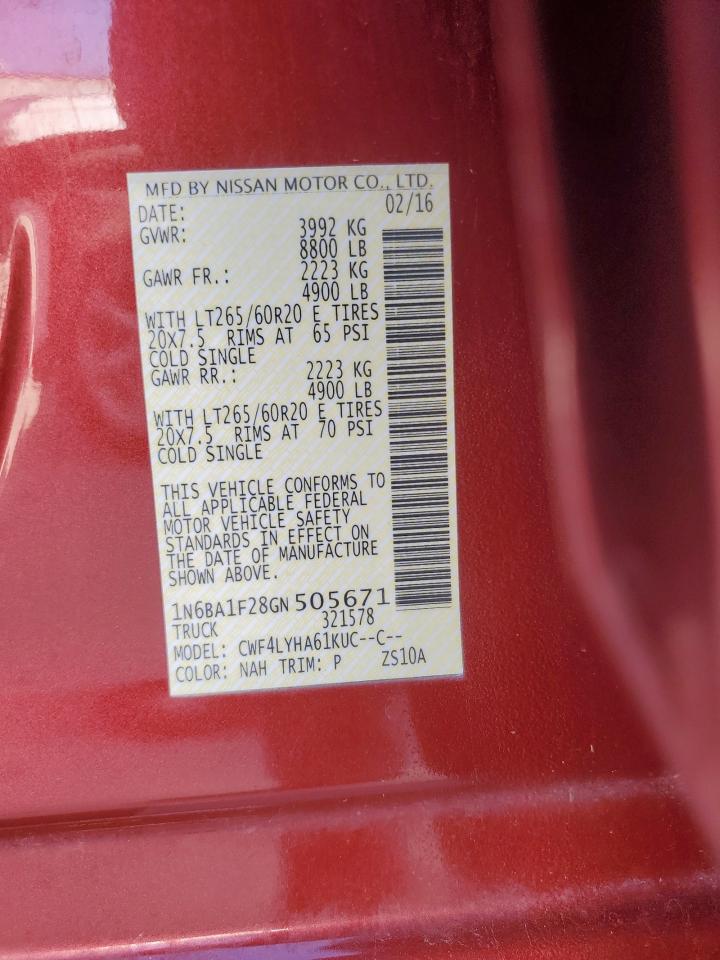 MFD BY NISSAN MOTOR CO., LTD.
DATE: 02/16
GVWR: 3992 KG
8800 LB
GAWR FR.: 2223 KG
4900 LB
WITH LT265/60R20 E TIRES
20X7.5 RIMS AT 65 PSI
COLD SINGLE
GAWR RR.: 2223 KG
4900 LB
WITH LT265/60R20 E TIRES
20X7.5 RIMS AT 70 PSI
COLD SINGLE
THIS VEHICLE CONFORMS TO
ALL APPLICABLE FEDERAL
MOTOR VEHICLE SAFETY
STANDARDS IN EFFECT ON
THE DATE OF MANUFACTURE
SHOWN ABOVE.
1N6BA1F28GN505671
TRUCK 321578
MODEL: CWF4LYHA61KUC--C--
COLOR: NAH TRIM: P ZS10A